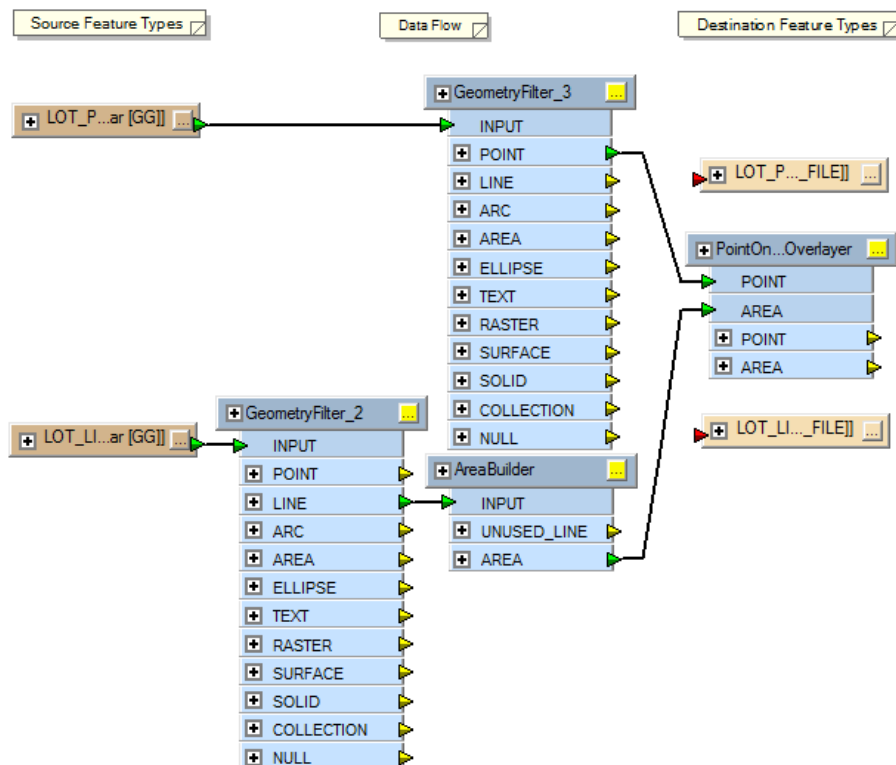 Source Feature Types
Data Flow
Destination Feature Types
LOT_P...ar [GG]] ...
GeometryFilter_3 ...
INPUT
POINT
LINE
ARC
AREA
ELLIPSE
TEXT
RASTER
SURFACE
SOLID
COLLECTION
NULL
LOT_P..._FILE]] ...
PointOn...Overlayer ...
POINT
AREA
POINT
AREA
LOT_LI..._FILE]] ...
LOT_LI...ar [GG]] ...
GeometryFilter_2 ...
INPUT
POINT
LINE
ARC
AREA
ELLIPSE
TEXT
RASTER
SURFACE
SOLID
COLLECTION
NULL
AreaBuilder ...
INPUT
UNUSED_LINE
AREA